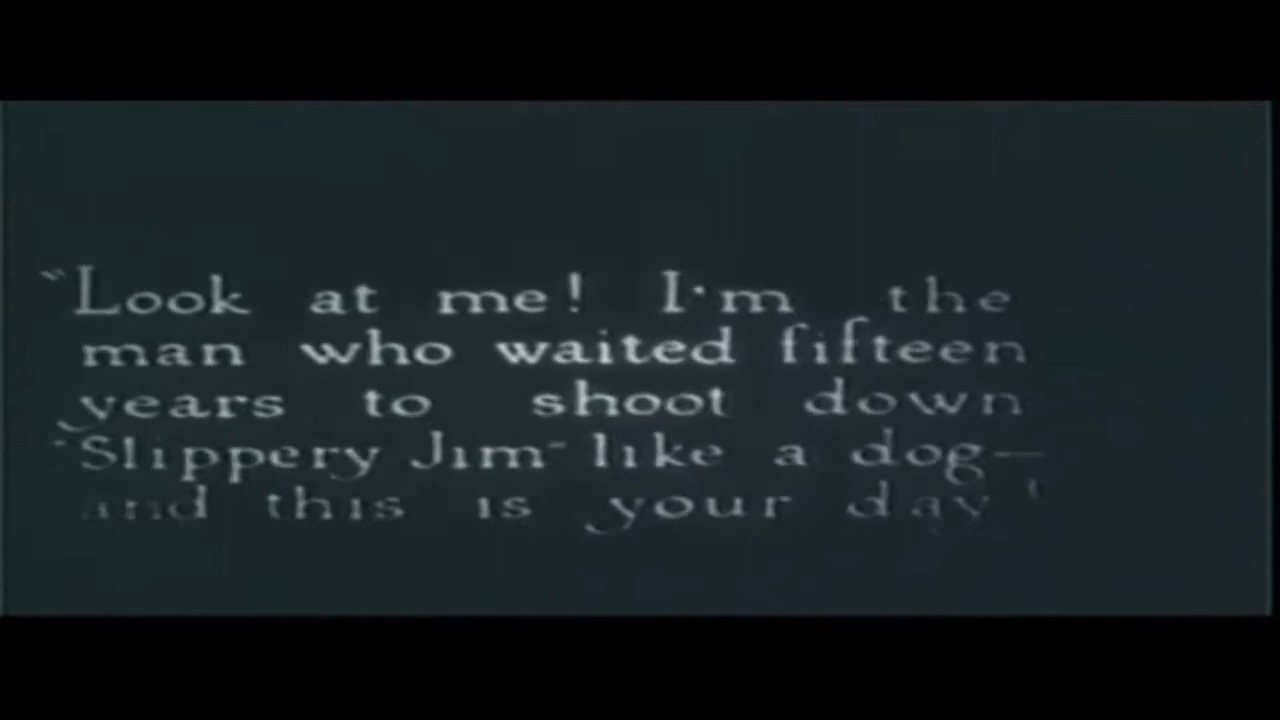 "Look at me! I'm the
man who waited fifteen
years to shoot down
"Slippery Jim" like a dog—
and this is your day!